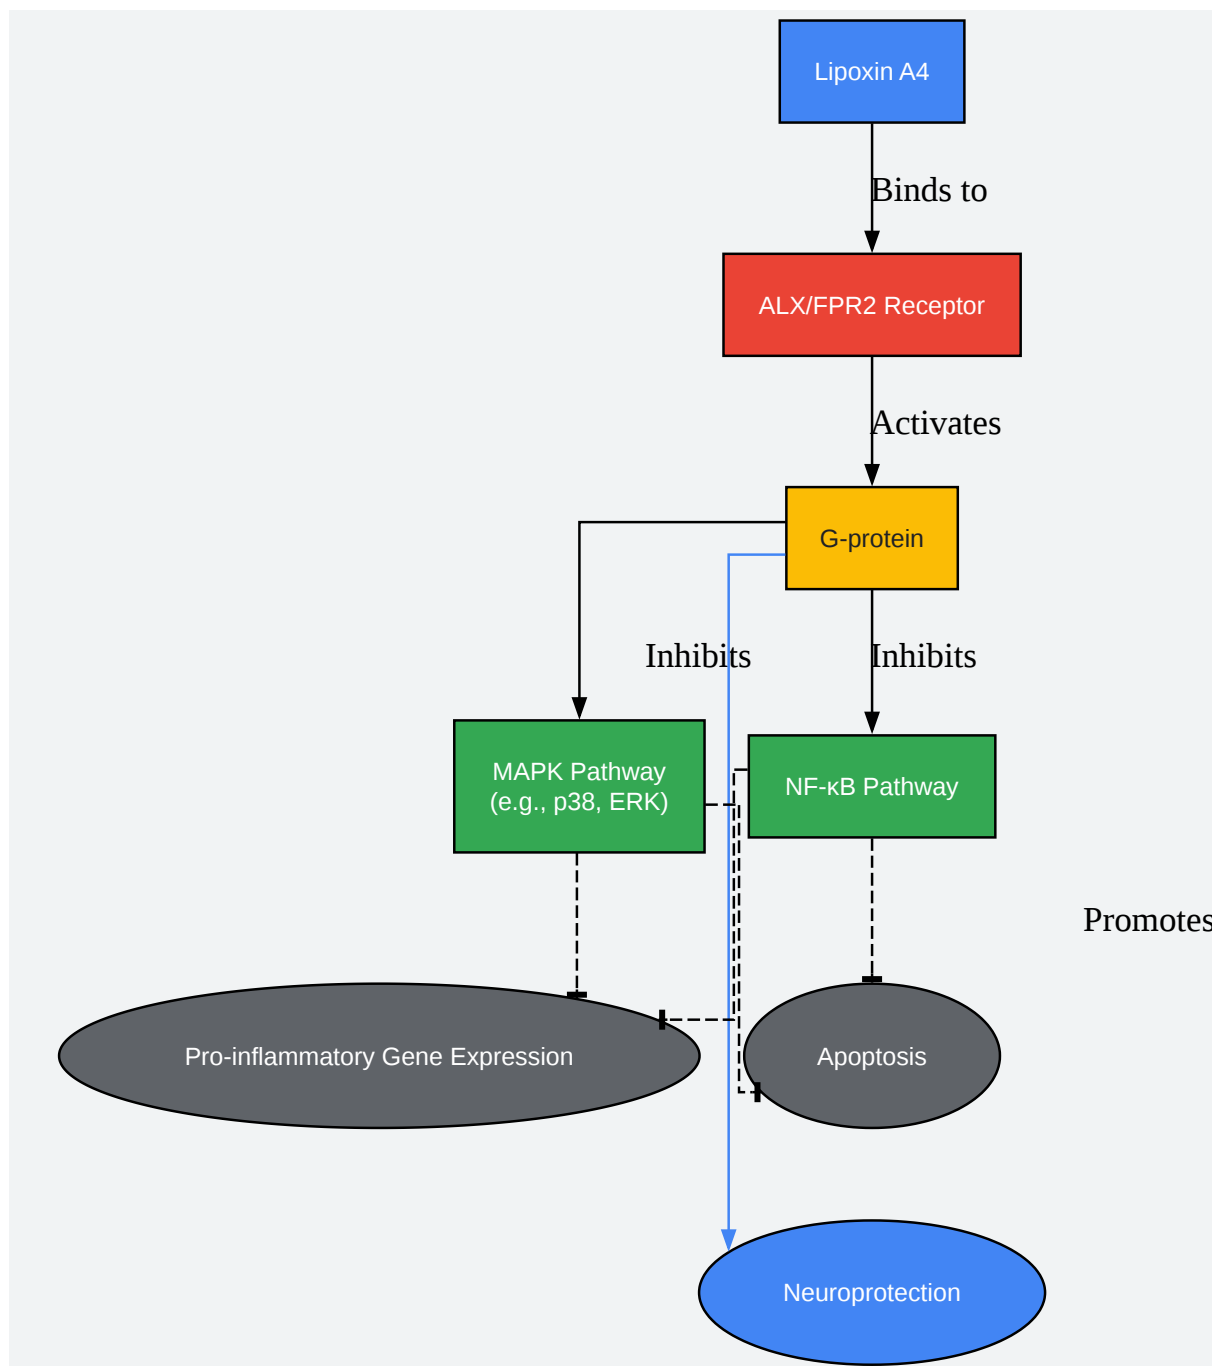 Lipoxin A4
Binds to
ALX/FPR2 Receptor
Activates
G-protein
Inhibits
Inhibits
MAPK Pathway
(e.g., p38, ERK)
NF-κB Pathway
Promotes
Pro-inflammatory Gene Expression
Apoptosis
Neuroprotection